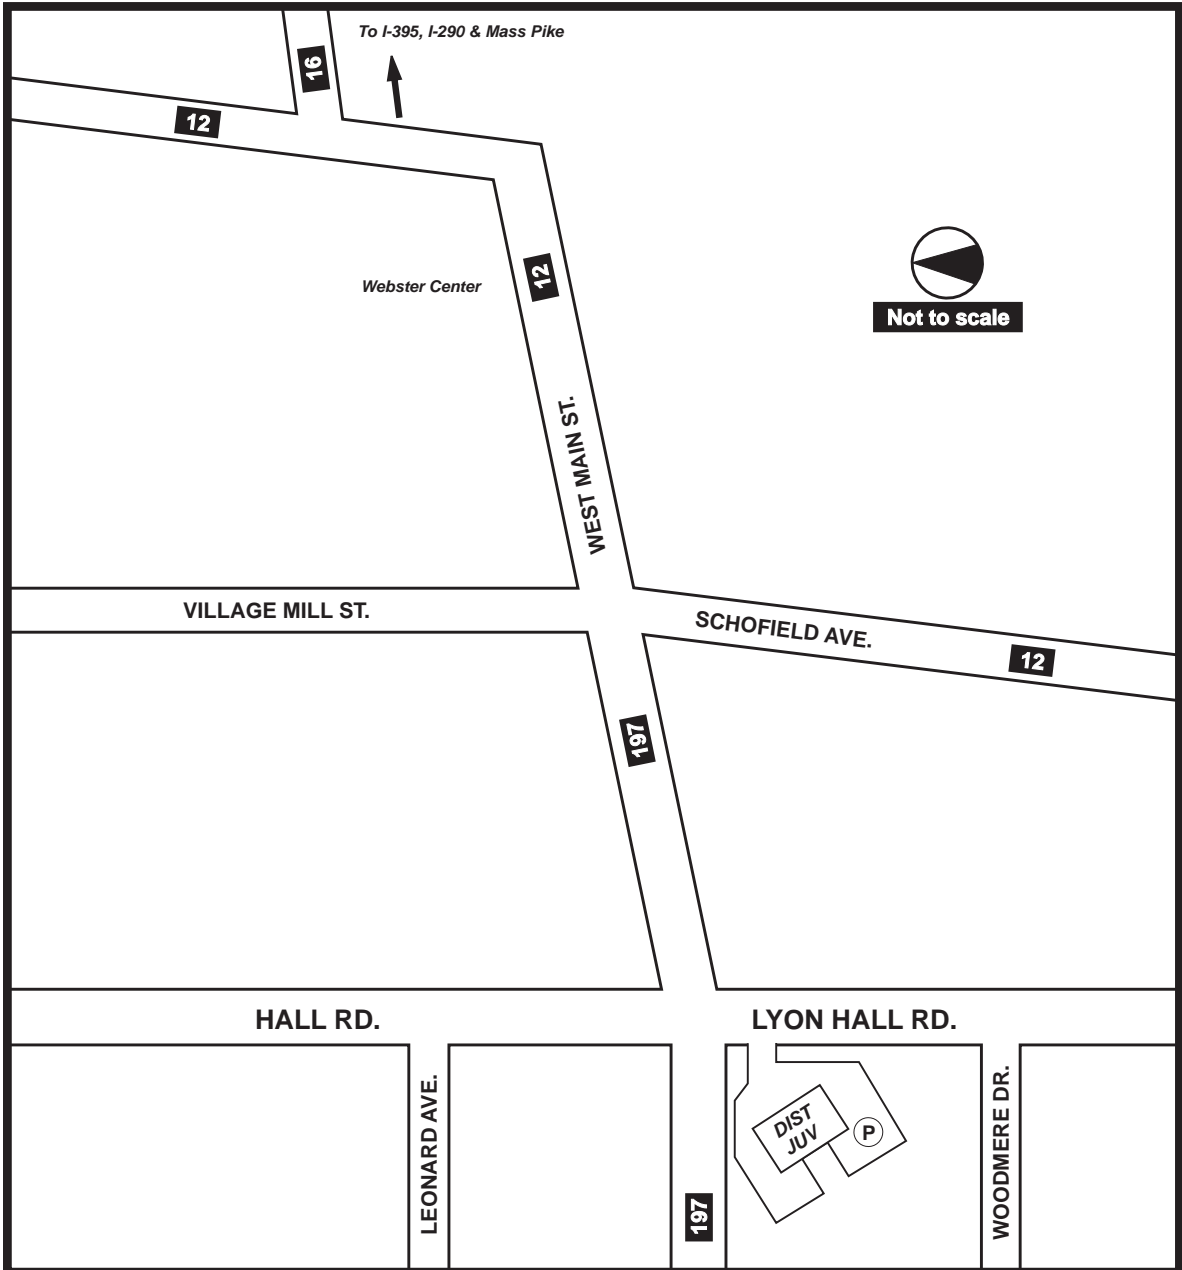 To I-395, I-290 & Mass Pike
16
12
12
Webster Center
Not to scale
WEST MAIN ST.
VILLAGE MILL ST.
SCHOFIELD AVE.
12
197
HALL RD.
LYON HALL RD.
LEONARD AVE.
DIST
JUV
P
WOODMERE DR.
197